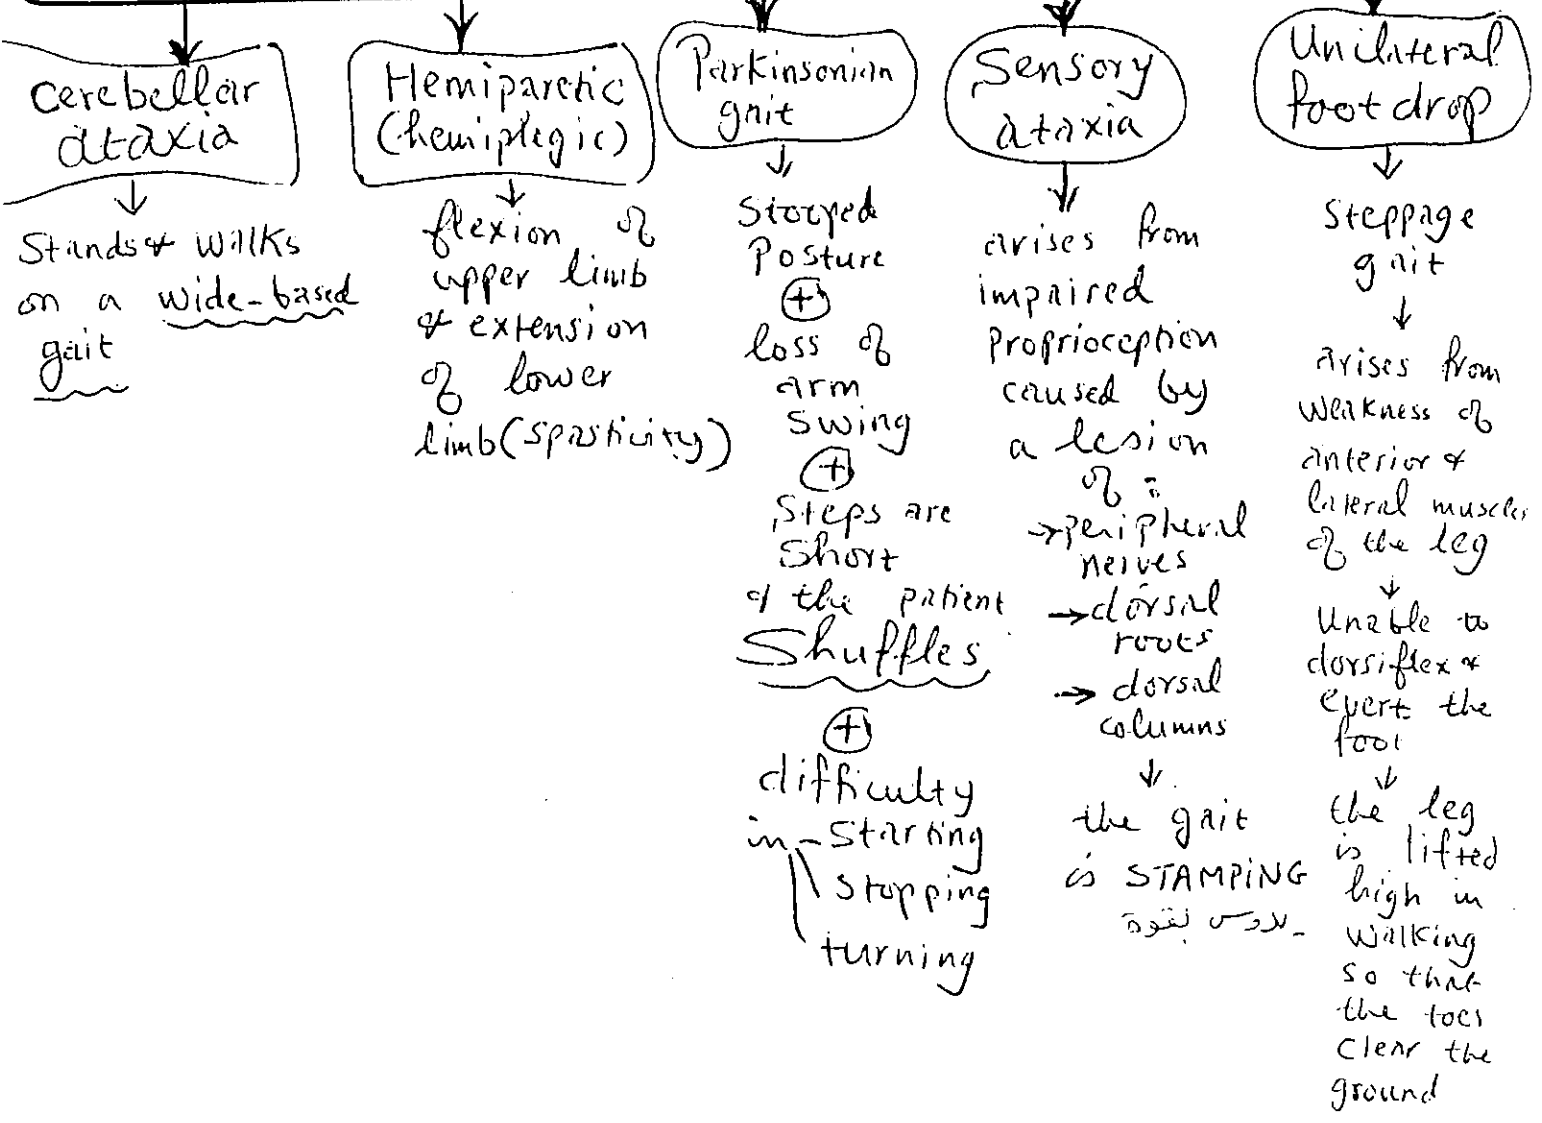 Cerebellar
ataxia
Stands & walks
on a wide-based
gait
Hemiparetic
(hemiplegic)
flexion of
upper limb
& extension
of lower
limb (spasticity)
Parkinsonian
gait
Stooped
Posture
+
loss of
arm
swing
+
Steps are
short
& the patient
Shuffles
+
difficulty
in - Starting
Stopping
turning
Sensory
ataxia
arises from
impaired
Proprioception
caused by
a lesion
of :
→ peripheral
nerves
→ dorsal
roots
→ dorsal
columns
the gait
is STAMPING
يدوس بقوة
Unilateral
foot drop
Steppage
gait
arises from
weakness of
anterior &
lateral muscles
of the leg
Unable to
dorsiflex &
evert the
foot
the leg
is lifted
high in
walking
so that
the toes
clear the
ground